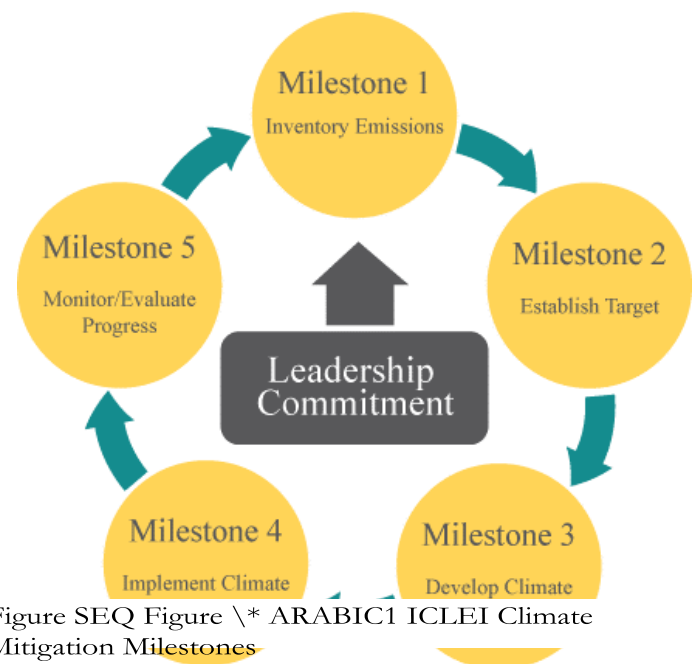 Milestone 1
Inventory Emissions
Milestone 2
Establish Target
Milestone 5
Monitor/Evaluate
Progress
Leadership
Commitment
Milestone 3
Develop Climate
Milestone 4
Implement Climate
Figure SEQ Figure \* ARABIC1 ICLEI Climate
Mitigation Milestones